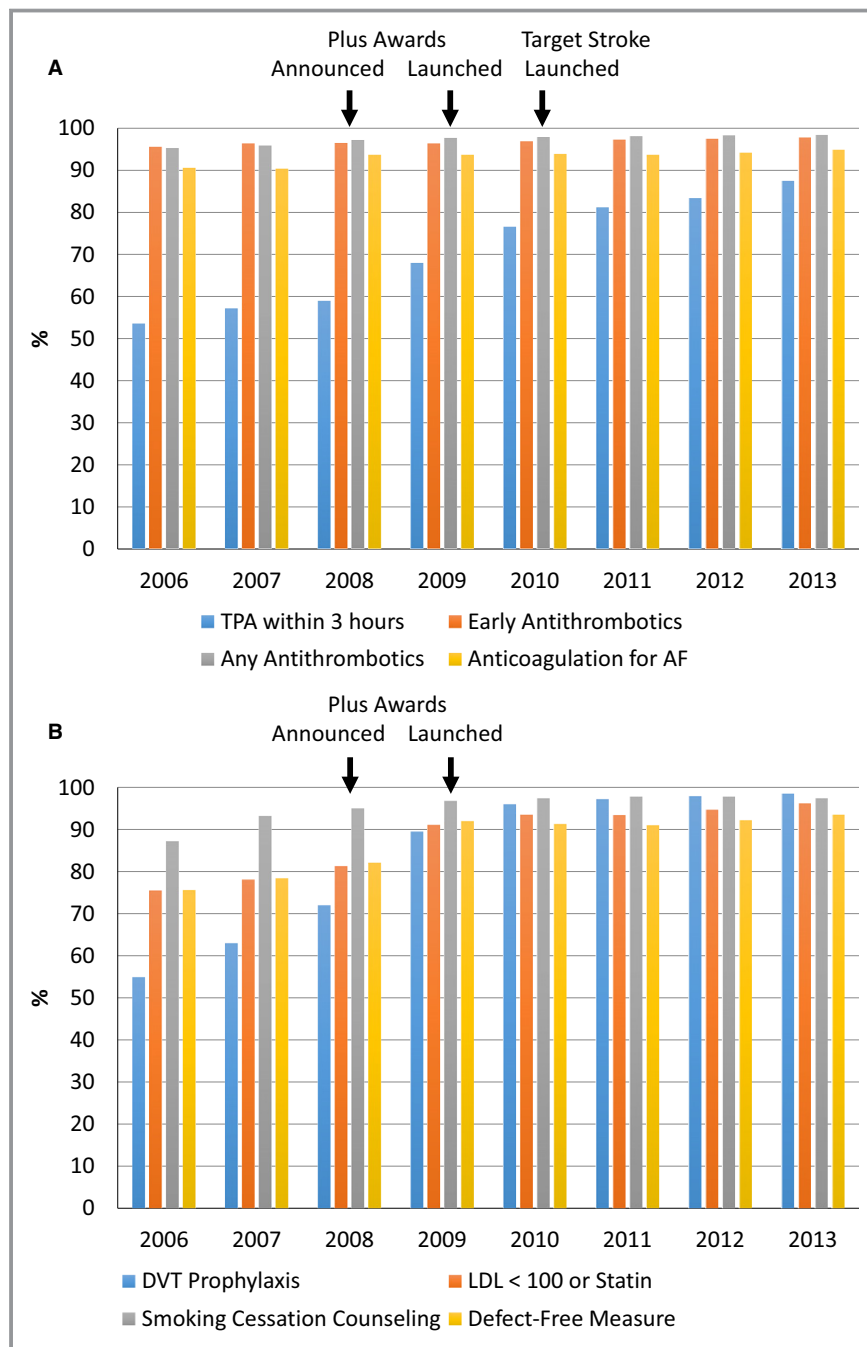 A
Plus Awards
Target Stroke
Announced
Launched
Launched
100
90
80
70
60
50
40
30
20
10
0
%
2006 2007 2008 2009 2010 2011 2012 2013
TPA within 3 hours Early Antithrombotics
Any Antithrombotics Anticoagulation for AF
B
Plus Awards
Announced Launched
100
90
80
70
60
50
40
30
20
10
0
%
2006 2007 2008 2009 2010 2011 2012 2013
DVT Prophylaxis LDL < 100 or Statin
Smoking Cessation Counseling Defect-Free Measure